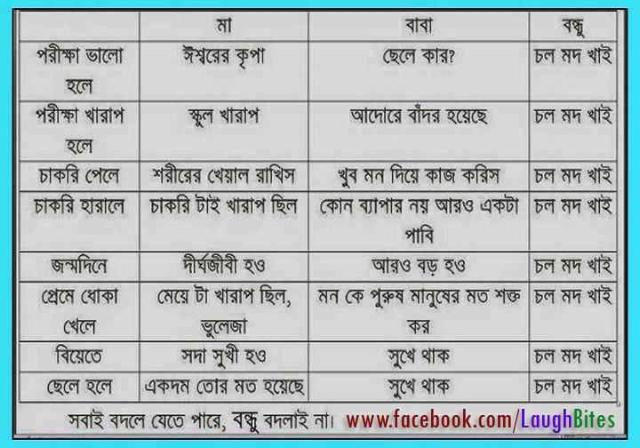 মা বাবা বন্ধু
পরীক্ষা ভালো হলে ঈশ্বরের কৃপা ছেলে কার? চল মদ খাই
পরীক্ষা খারাপ হলে স্কুল খারাপ আদোরে বাঁদর হয়েছে চল মদ খাই
চাকরি পেলে শরীরের খেয়াল রাখিস খুব মন দিয়ে কাজ করিস চল মদ খাই
চাকরি হারালে চাকরি টাই খারাপ ছিল কোন ব্যাপার নয় আরও একটা পাবি চল মদ খাই
জন্মদিনে দীর্ঘজীবী হও আরও বড় হও চল মদ খাই
প্রেমে ধোকা খেলে মেয়ে টা খারাপ ছিল, ভুলেজা মন কে পুরুষ মানুষের মত শক্ত কর চল মদ খাই
বিয়েতে সদা সুখী হও সুখে থাক চল মদ খাই
ছেলে হলে একদম তোর মত হয়েছে সুখে থাক চল মদ খাই
সবাই বদলে যেতে পারে, বন্ধু বদলাই না। www.facebook.com/LaughBites